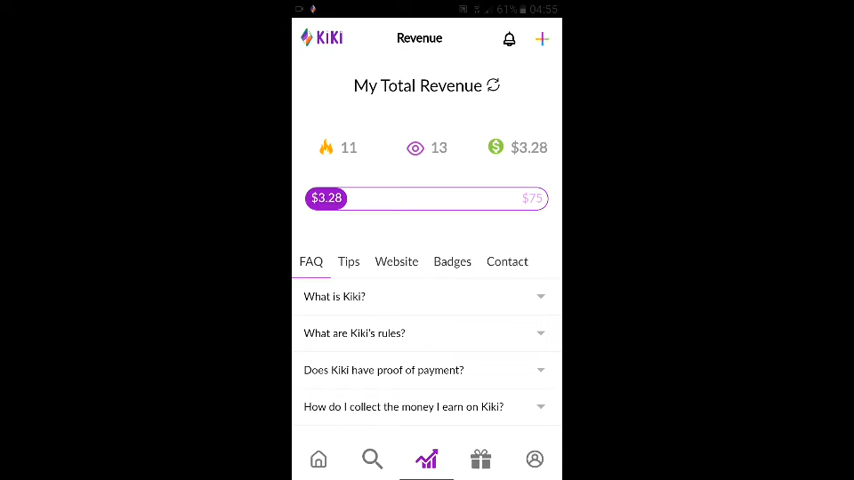 61% 04:55
KiKi Revenue
My Total Revenue
11 13 $3.28
$3.28 $75
FAQ Tips Website Badges Contact
What is Kiki?
What are Kiki's rules?
Does Kiki have proof of payment?
How do I collect the money I earn on Kiki?